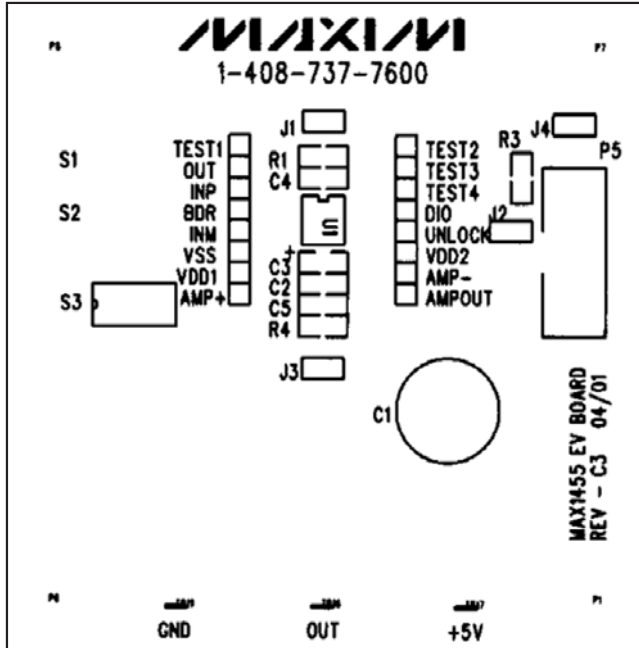 MAXIM
1-408-737-7600
P7
J1
J4
S1
TEST1
R1
TEST2
R3
P5
OUT
C4
TEST3
INP
TEST4
S2
BDR
U1
DIO
J2
INM
UNLOCK
VSS
+
VDD2
C3
VDD1
C2
AMP-
S3
AMP+
C5
AMPOUT
R4
J3
C1
MAX1455 EV BOARD
REV - C3 04/01
P1
GND
OUT
+5V